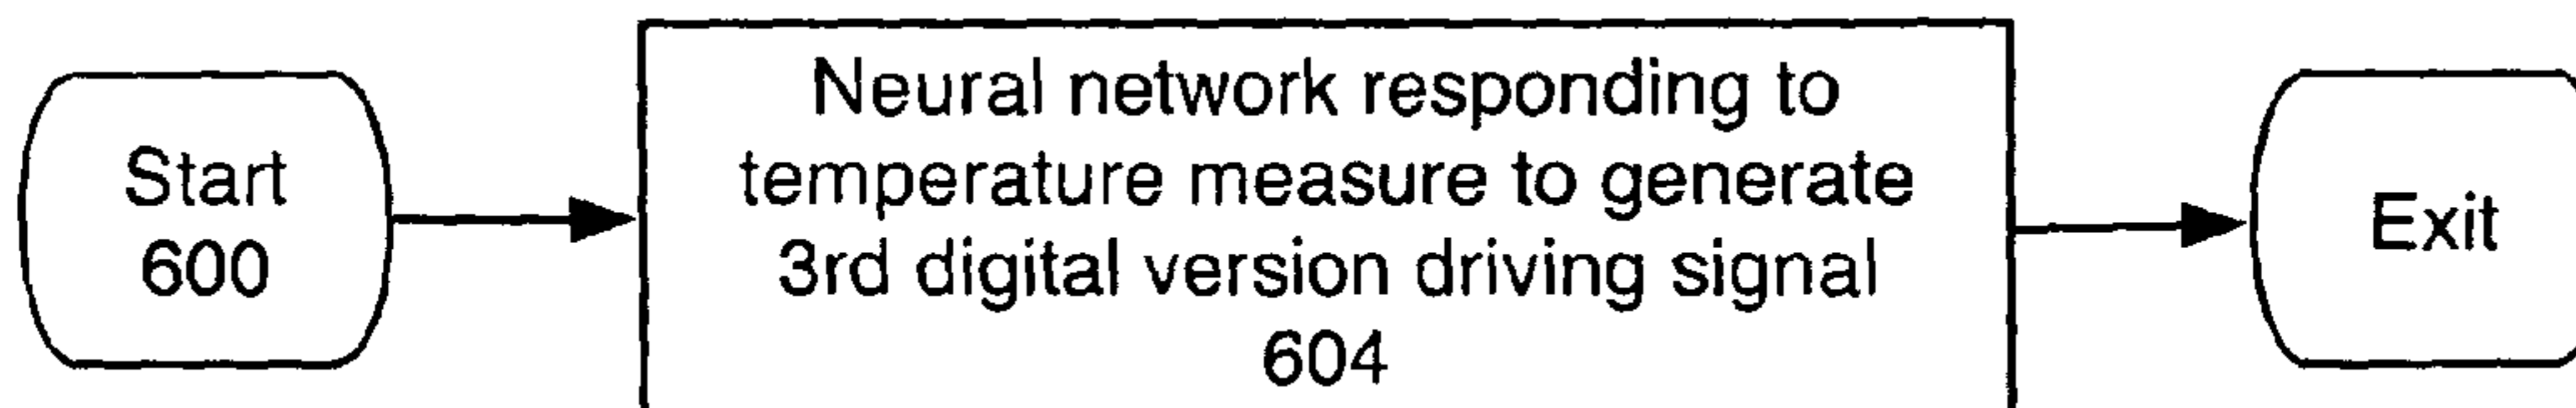 Start
600
Neural network responding to
temperature measure to generate
3rd digital version driving signal
604
Exit